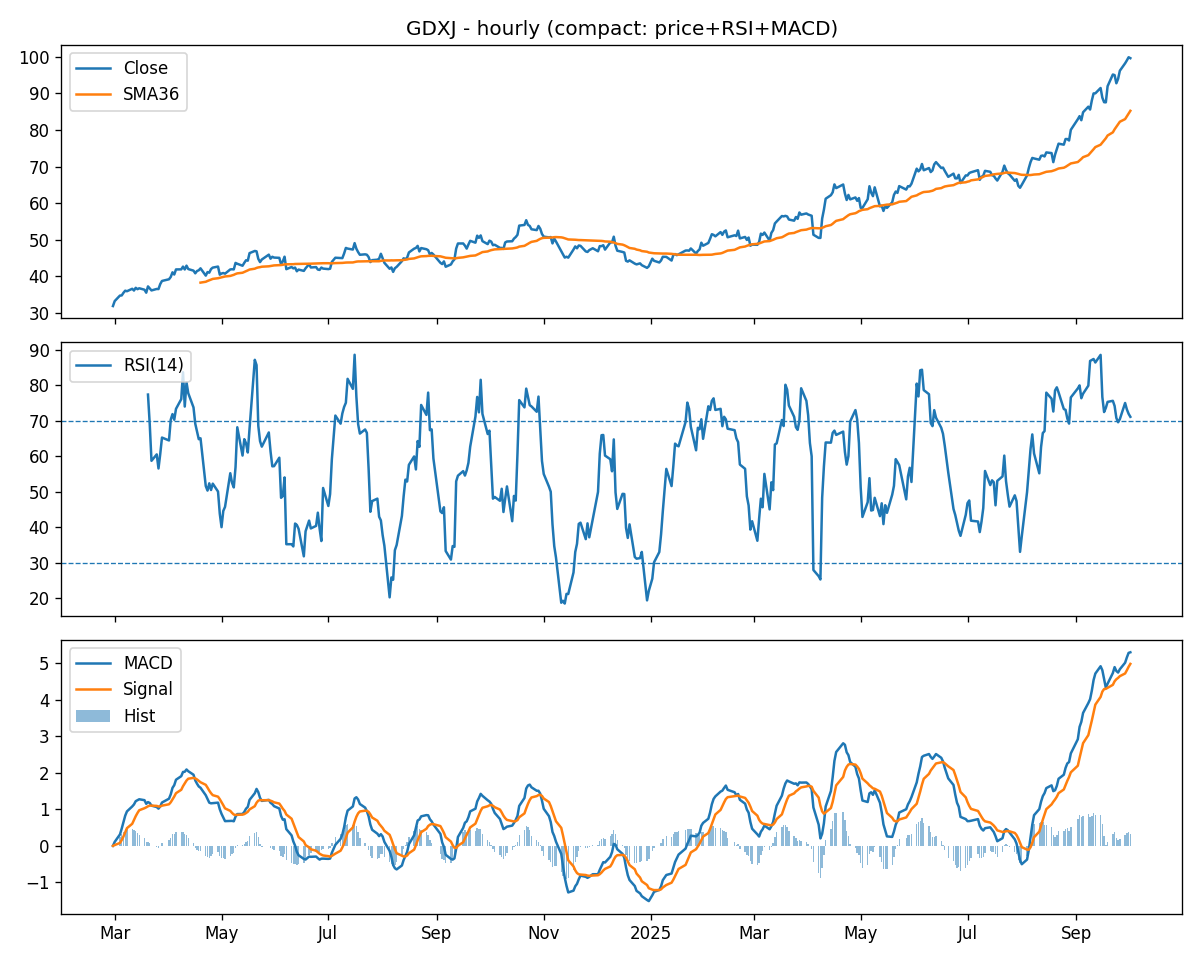 GDXJ - hourly (compact: price+RSI+MACD)
100
90
80
70
60
50
40
30
Close
SMA36
90
80
70
60
50
40
30
20
RSI(14)
5
4
3
2
1
0
−1
MACD
Signal
Hist
Mar May Jul Sep Nov 2025 Mar May Jul Sep